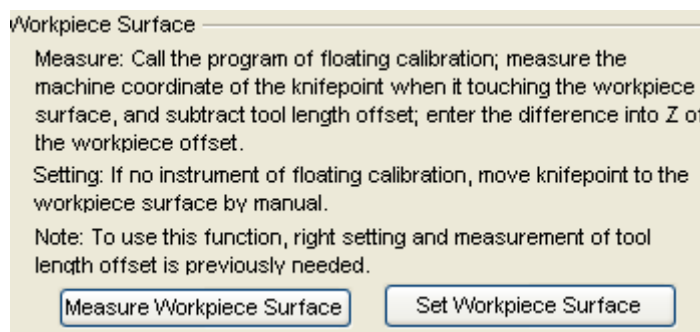 Workpiece Surface
Measure: Call the program of floating calibration; measure the
machine coordinate of the knifepoint when it touching the workpiece
surface, and subtract tool length offset; enter the difference into Z of
the workpiece offset.
Setting: If no instrument of floating calibration, move knifepoint to the
workpiece surface by manual.
Note: To use this function, right setting and measurement of tool
length offset is previously needed.
Measure Workpiece Surface
Set Workpiece Surface